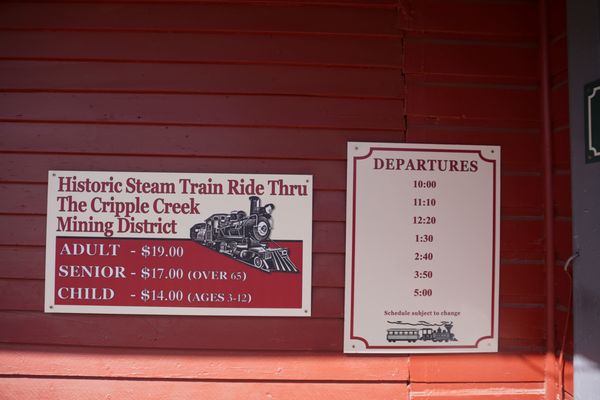 Historic Steam Train Ride Thru
The Cripple Creek
Mining District
ADULT - $19.00
SENIOR - $17.00 (OVER 65)
CHILD - $14.00 (AGES 3-12)
DEPARTURES
10:00
11:10
12:20
1:30
2:40
3:50
5:00
Schedule subject to change